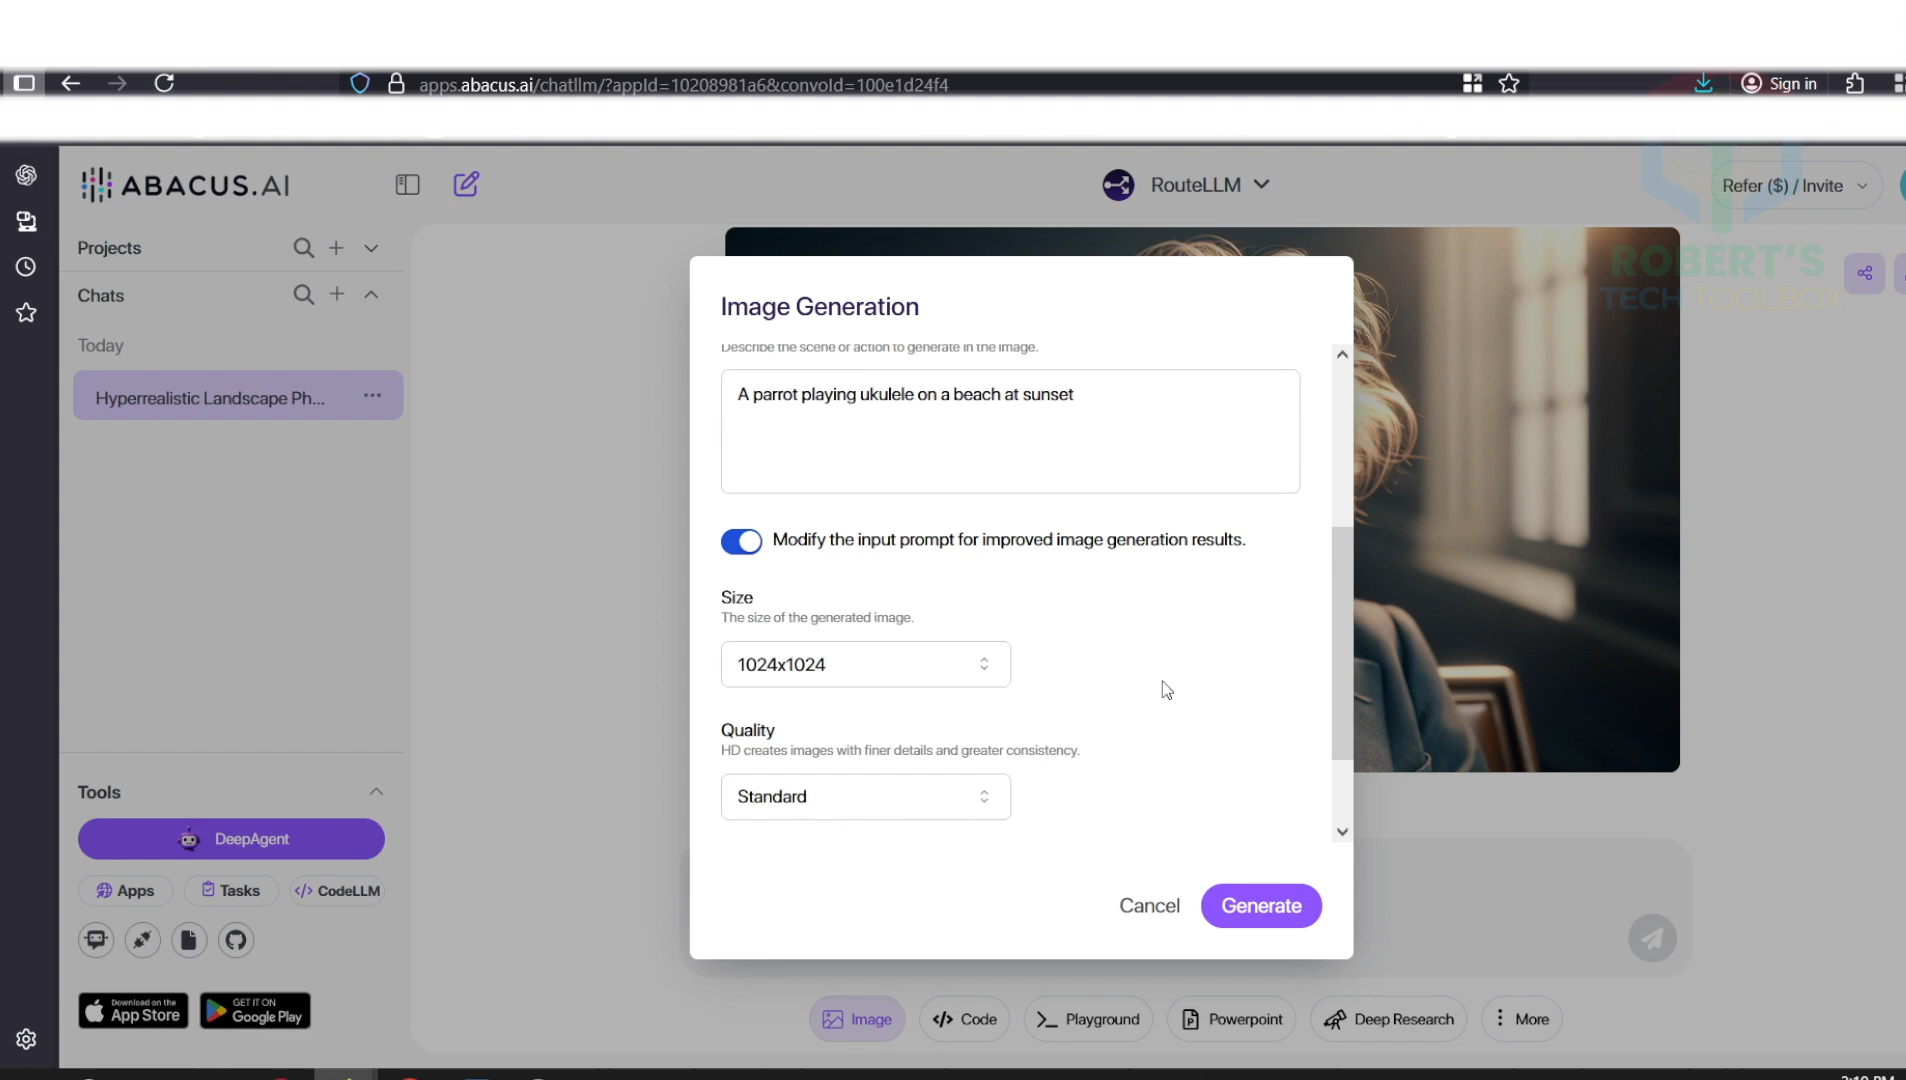 apps.abacus.ai/chatllm/?appId=10208981a6&convoId=100e1d24f4
Sign in
ABACUS.AI
RouteLLM
Refer ($) / Invite
Projects
Chats
Today
Hyperrealistic Landscape Ph...
ROBERT'S
TECH TOOLBOX
Image Generation
Describe the scene or action to generate in the image.
A parrot playing ukulele on a beach at sunset
Modify the input prompt for improved image generation results.
Size
The size of the generated image.
1024x1024
Quality
HD creates images with finer details and greater consistency.
Standard
Cancel
Generate
Tools
DeepAgent
Apps
Tasks
CodeLLM
Download on the
App Store
GET IT ON
Google Play
Image
Code
Playground
Powerpoint
Deep Research
More